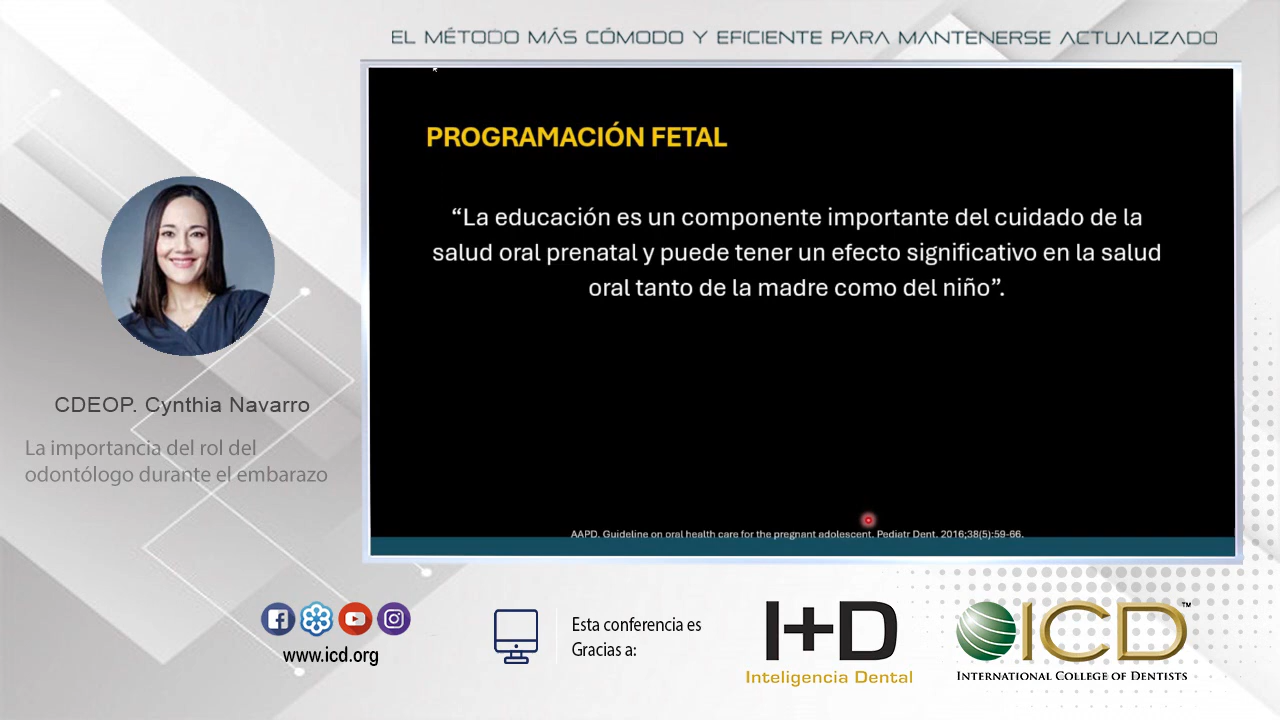 EL MÉTODO MÁS CÓMODO Y EFICIENTE PARA MANTENERSE ACTUALIZADO
PROGRAMACIÓN FETAL
“La educación es un componente importante del cuidado de la
salud oral prenatal y puede tener un efecto significativo en la salud
oral tanto de la madre como del niño”.
AAPD. Guideline on oral health care for the pregnant adolescent. Pediatr Dent. 2016;38(5):59-66.
CDEOP. Cynthia Navarro
La importancia del rol del
odontólogo durante el embarazo
www.icd.org
Esta conferencia es
Gracias a:
I+D
Inteligencia Dental
ICD™
INTERNATIONAL COLLEGE OF DENTISTS